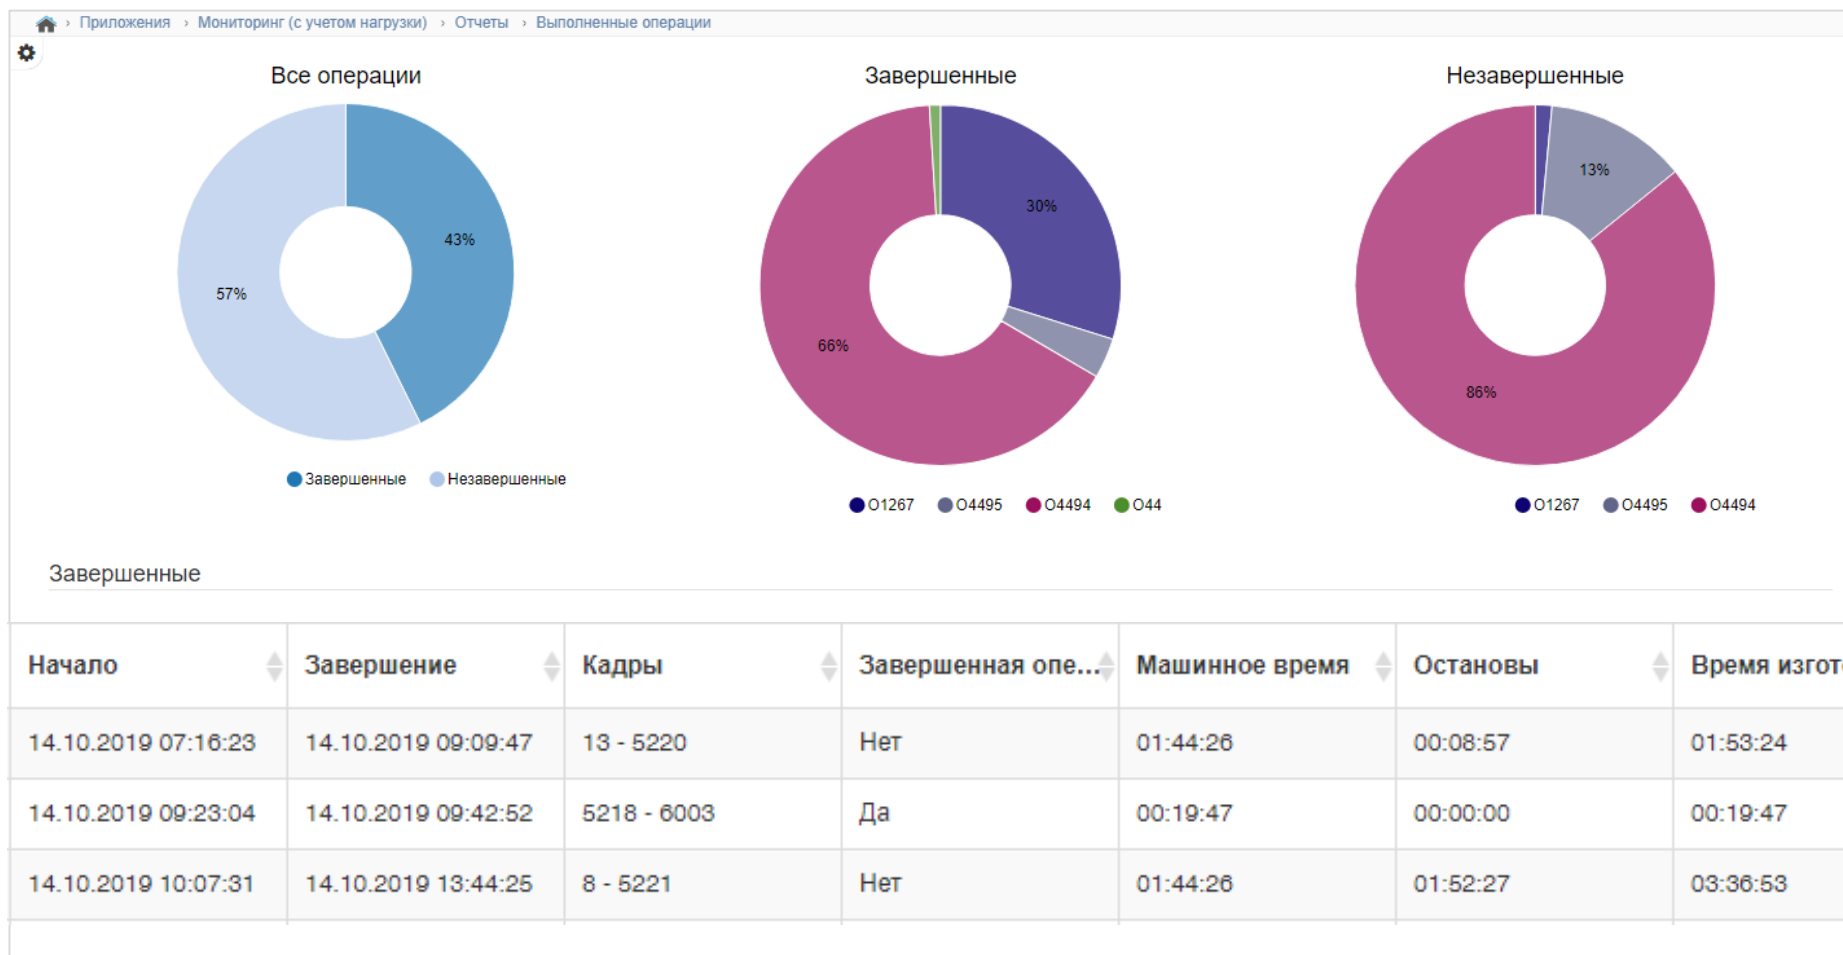 Приложения › Мониторинг (с учетом нагрузки) › Отчеты › Выполненные операции
Все операции
43%
57%
Завершенные Незавершенные
Завершенные
30%
66%
O1267 O4495 O4494 O44
Незавершенные
13%
86%
O1267 O4495 O4494
Завершенные
Начало Завершение Кадры Завершенная опе... Машинное время Остановы Время изгот
14.10.2019 07:16:23 14.10.2019 09:09:47 13 - 5220 Нет 01:44:26 00:08:57 01:53:24
14.10.2019 09:23:04 14.10.2019 09:42:52 5218 - 6003 Да 00:19:47 00:00:00 00:19:47
14.10.2019 10:07:31 14.10.2019 13:44:25 8 - 5221 Нет 01:44:26 01:52:27 03:36:53